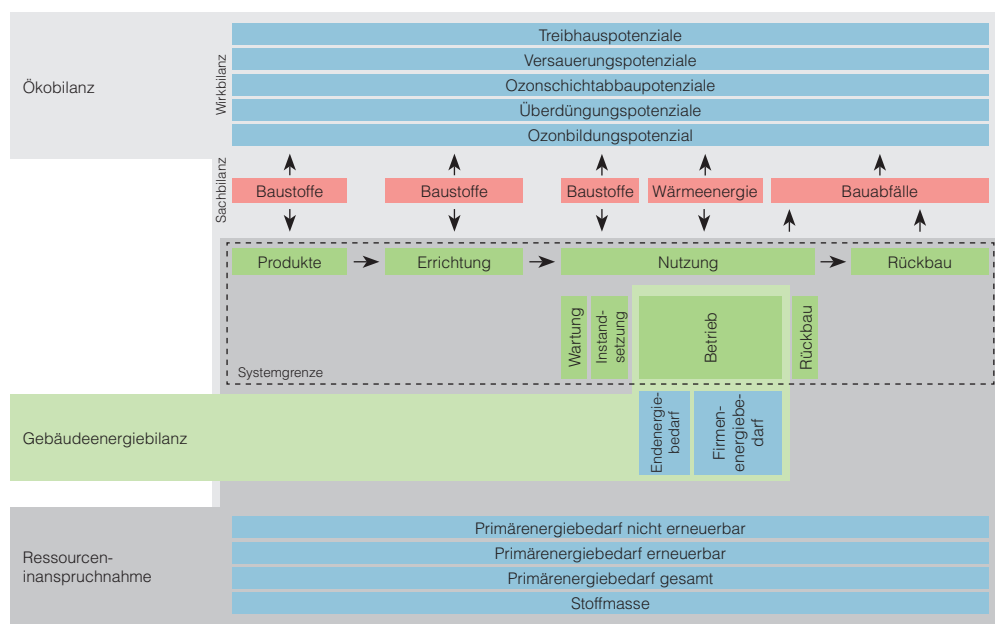 Ökobilanz
Wirkbilanz
Treibhauspotenziale
Versauerungspotenziale
Ozonschichtabbaupotenziale
Überdüngungspotenziale
Ozonbildungspotenzial
Sachbilanz
Baustoffe
Baustoffe
Baustoffe
Wärmeenergie
Bauabfälle
Produkte
Errichtung
Nutzung
Rückbau
Wartung
Instand-
setzung
Betrieb
Rückbau
Systemgrenze
Gebäudeenergiebilanz
Endenergie-
bedarf
Firmen-
energiebe-
darf
Ressourcen-
inanspruchnahme
Primärenergiebedarf nicht erneuerbar
Primärenergiebedarf erneuerbar
Primärenergiebedarf gesamt
Stoffmasse